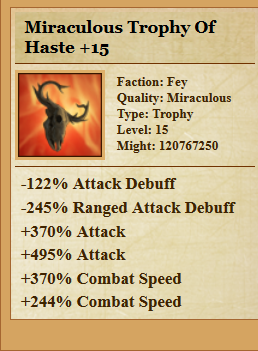 Miraculous Trophy Of
Haste +15
Faction: Fey
Quality: Miraculous
Type: Trophy
Level: 15
Might: 120767250
-122% Attack Debuff
-245% Ranged Attack Debuff
+370% Attack
+495% Attack
+370% Combat Speed
+244% Combat Speed